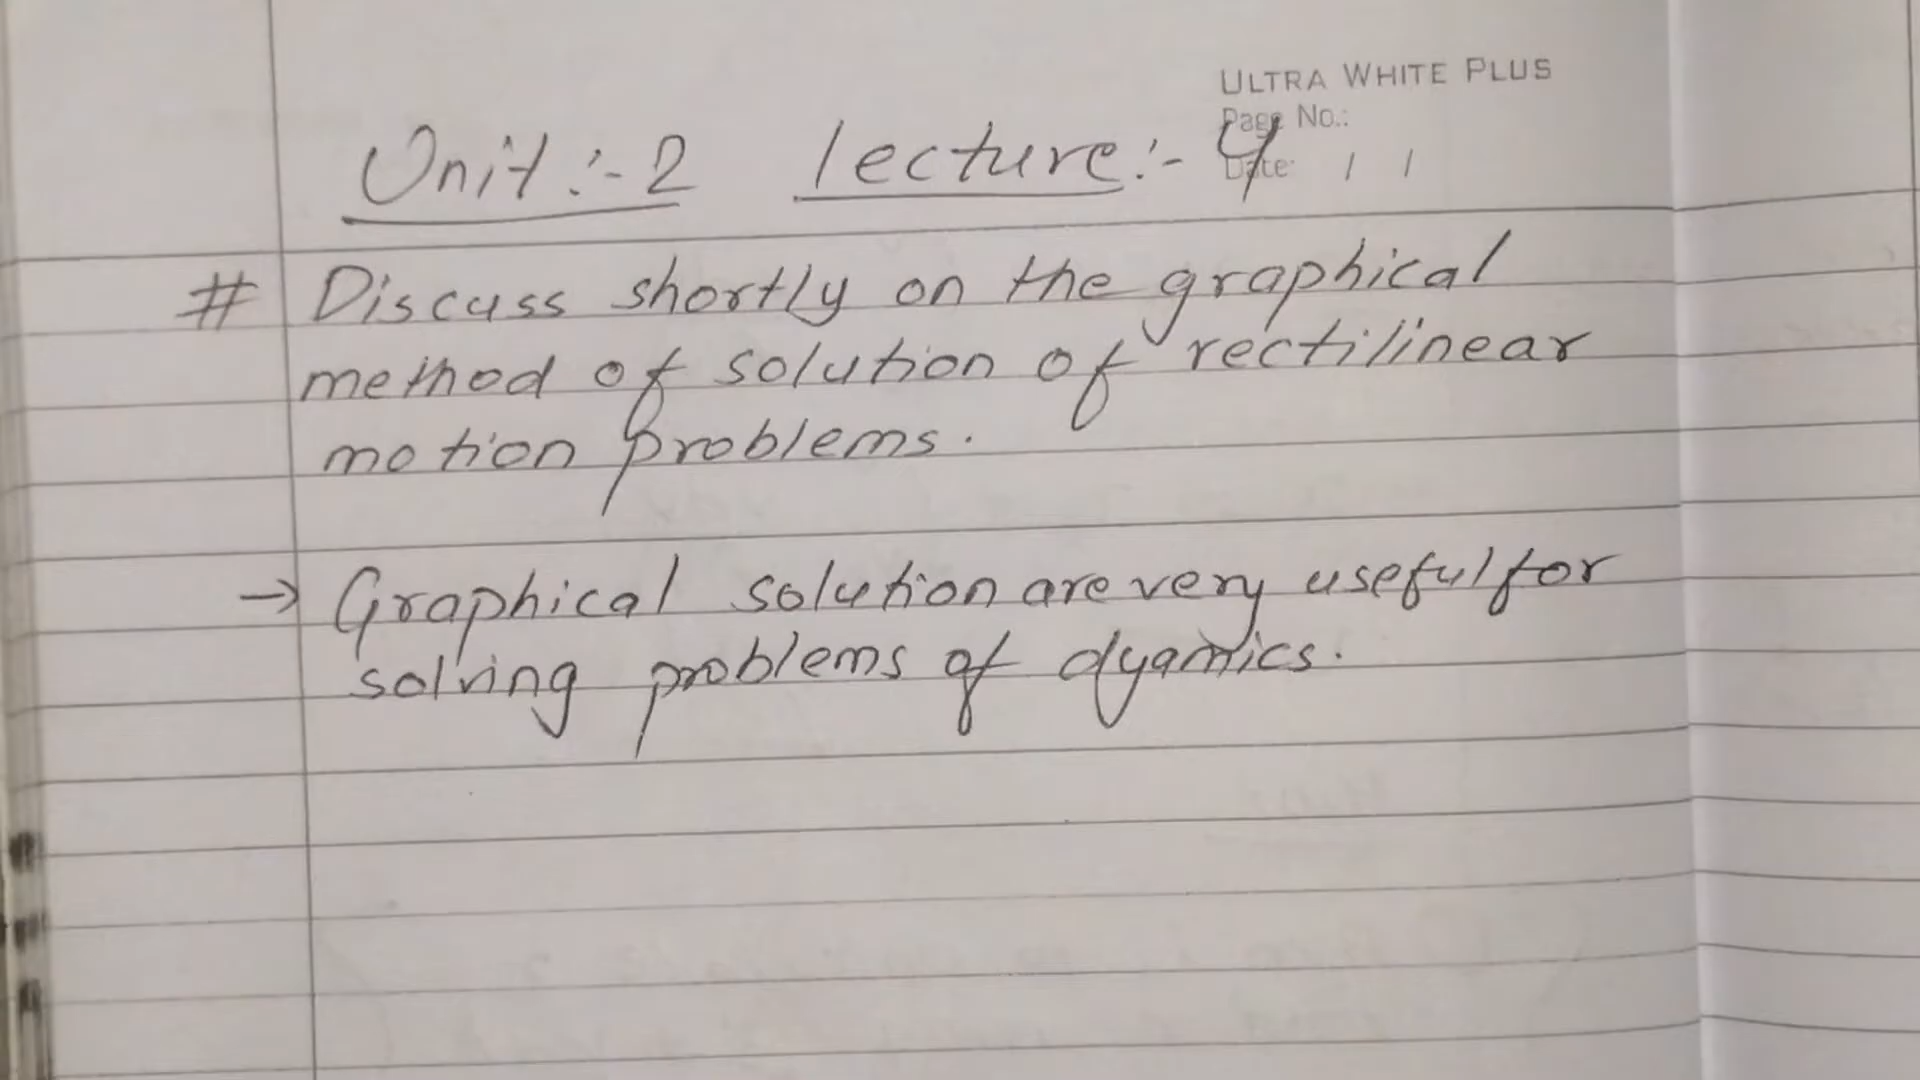 ULTRA WHITE PLUS
Page No.:
Date: / /
Unit :- 2 lecture :- 4
# Discuss shortly on the graphical
method of solution of rectilinear
motion problems.
→ Graphical solution are very useful for
solving problems of dyamics.